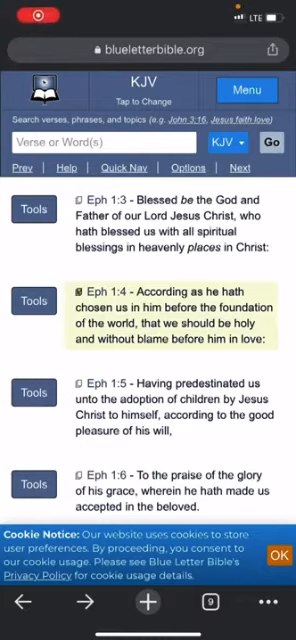 LTE
blueletterbible.org
KJV
Tap to Change
Menu
Search verses, phrases, and topics (e.g. John 3:16, Jesus faith love)
Verse or Word(s)
KJV
Go
Prev
Help
Quick Nav
Options
Next
Tools
Eph 1:3 - Blessed be the God and
Father of our Lord Jesus Christ, who
hath blessed us with all spiritual
blessings in heavenly places in Christ:
Tools
Eph 1:4 - According as he hath
chosen us in him before the foundation
of the world, that we should be holy
and without blame before him in love:
Tools
Eph 1:5 - Having predestinated us
unto the adoption of children by Jesus
Christ to himself, according to the good
pleasure of his will,
Tools
Eph 1:6 - To the praise of the glory
of his grace, wherein he hath made us
accepted in the beloved.
Cookie Notice: Our website uses cookies to store
user preferences. By proceeding, you consent to
our cookie usage. Please see Blue Letter Bible's
Privacy Policy for cookie usage details.
OK
9